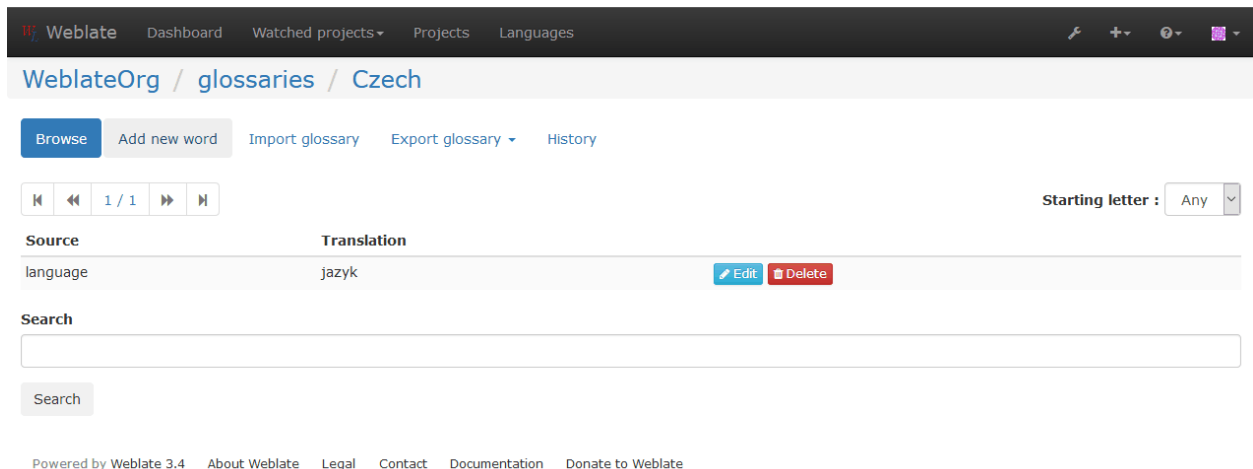 Weblate Dashboard Watched projects Projects Languages
WeblateOrg / glossaries / Czech
Browse Add new word Import glossary Export glossary History
1 / 1 Starting letter : Any
Source Translation
language jazyk Edit Delete
Search
Search
Powered by Weblate 3.4 About Weblate Legal Contact Documentation Donate to Weblate